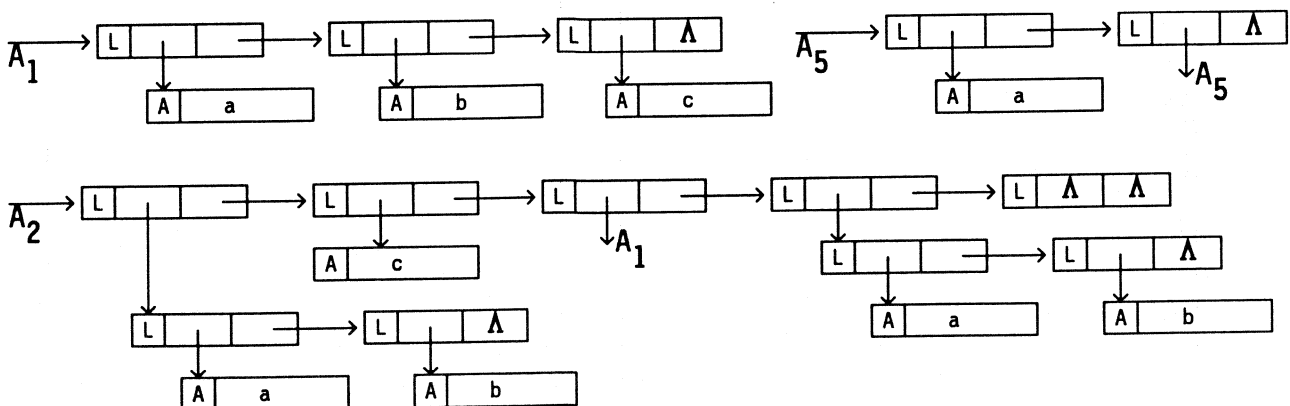 A1 L L L Λ A5 L L Λ
A a A b A c A a A5
A2 L L L L L Λ Λ
A c A1 L L Λ
L L Λ A a A b
A a A b